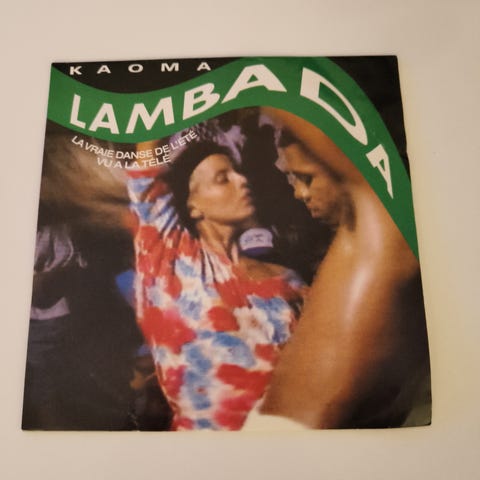 KAOMA
LAMBADA
LA VRAIE DANSE DE L'ÉTÉ
VU A LA TÉLÉ